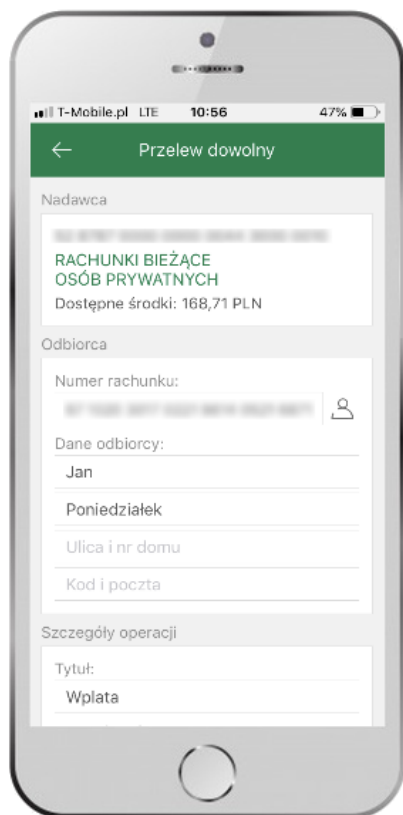 T-Mobile.pl LTE 10:56 47%
Przelew dowolny
Nadawca
RACHUNKI BIEŻĄCE
OSÓB PRYWATNYCH
Dostępne środki: 168,71 PLN
Odbiorca
Numer rachunku:
Dane odbiorcy:
Jan
Poniedziałek
Ulica i nr domu
Kod i poczta
Szczegóły operacji
Tytuł:
Wplata